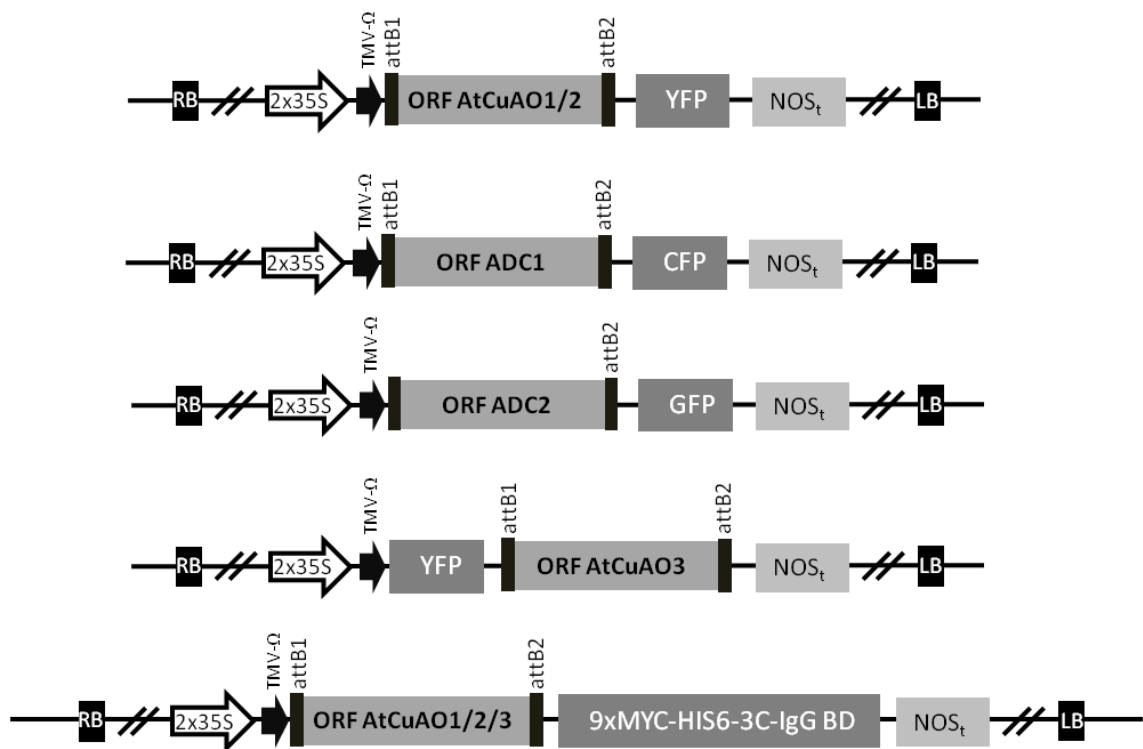 TMV-Ω attB1 attB2
RB 2x35S ORF AtCuAO1/2 YFP NOSt LB
TMV-Ω attB1 attB2
RB 2x35S ORF ADC1 CFP NOSt LB
TMV-Ω attB2
RB 2x35S ORF ADC2 GFP NOSt LB
TMV-Ω attB1 attB2
RB 2x35S YFP ORF AtCuAO3 NOSt LB
TMV-Ω attB1 attB2
RB 2x35S ORF AtCuAO1/2/3 9xMYC-HIS6-3C-IgG BD NOSt LB